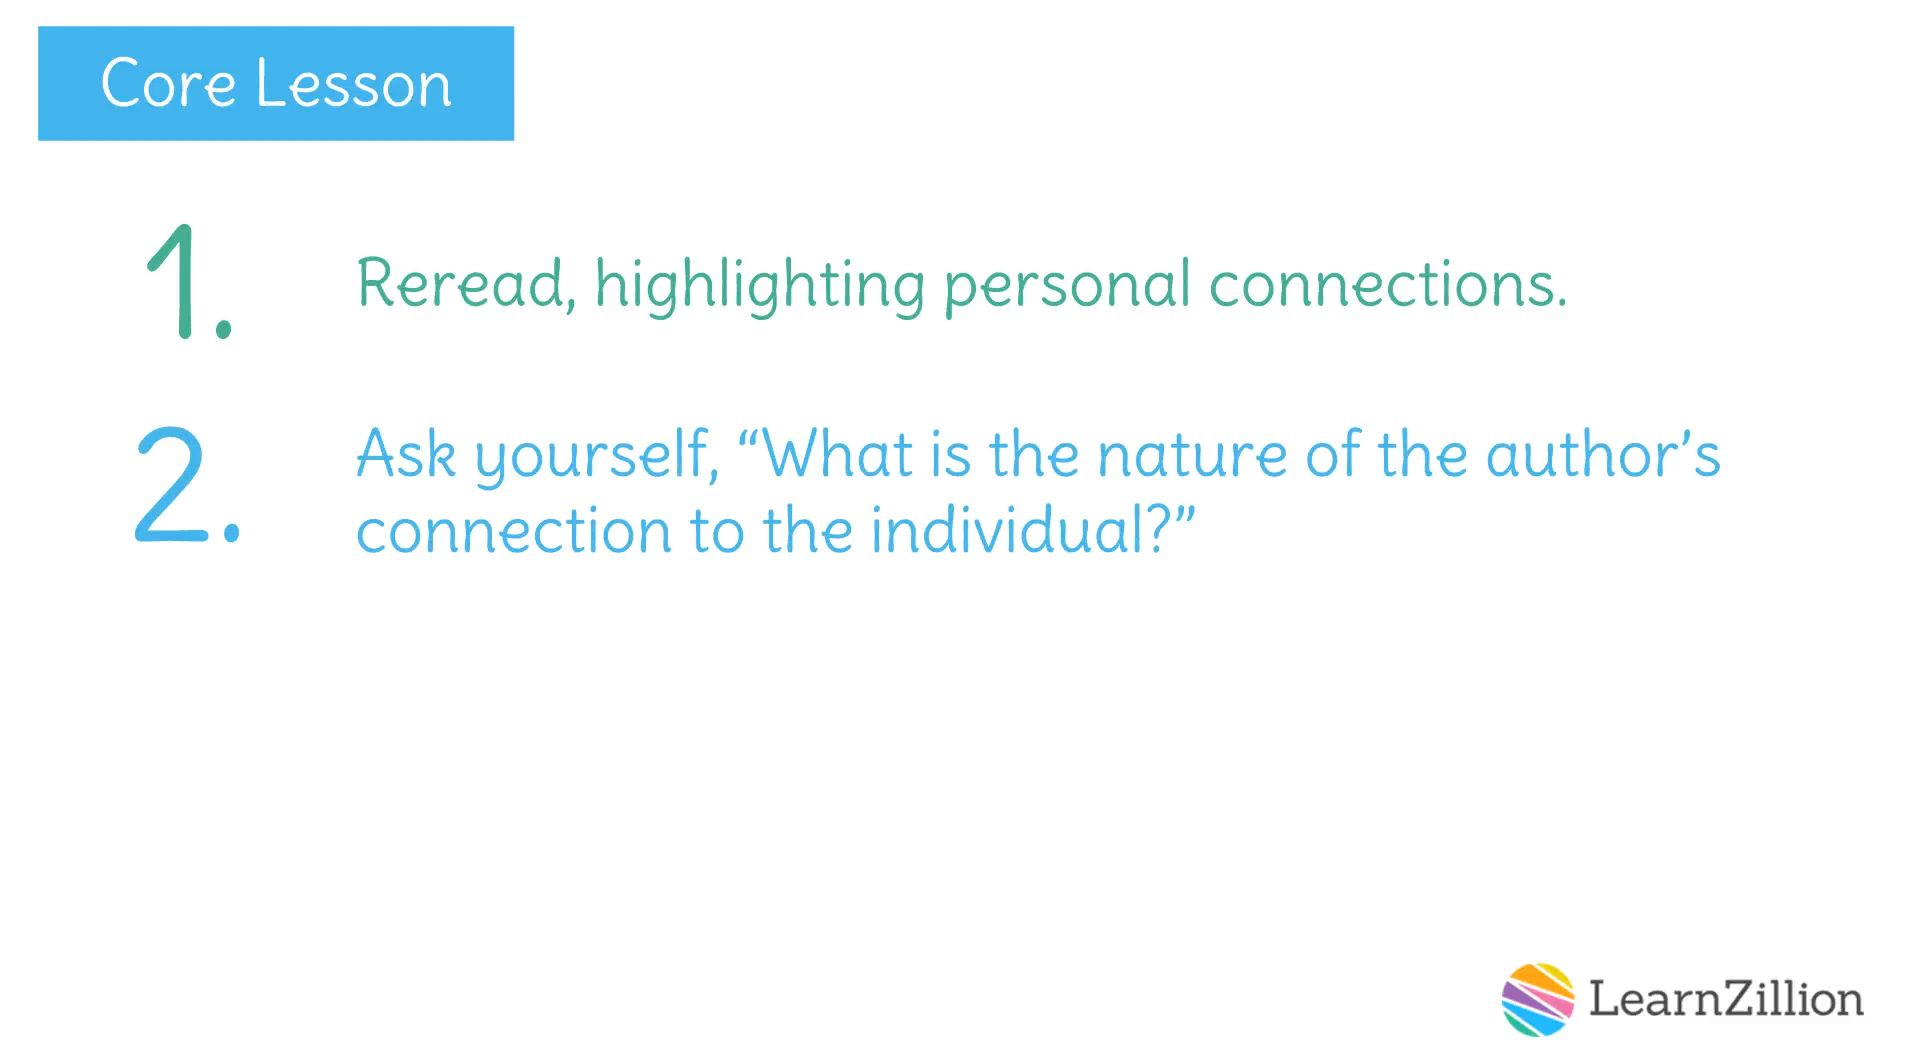 Core Lesson
1.
Reread, highlighting personal connections.
2.
Ask yourself, “What is the nature of the author’s
connection to the individual?”
LearnZillion